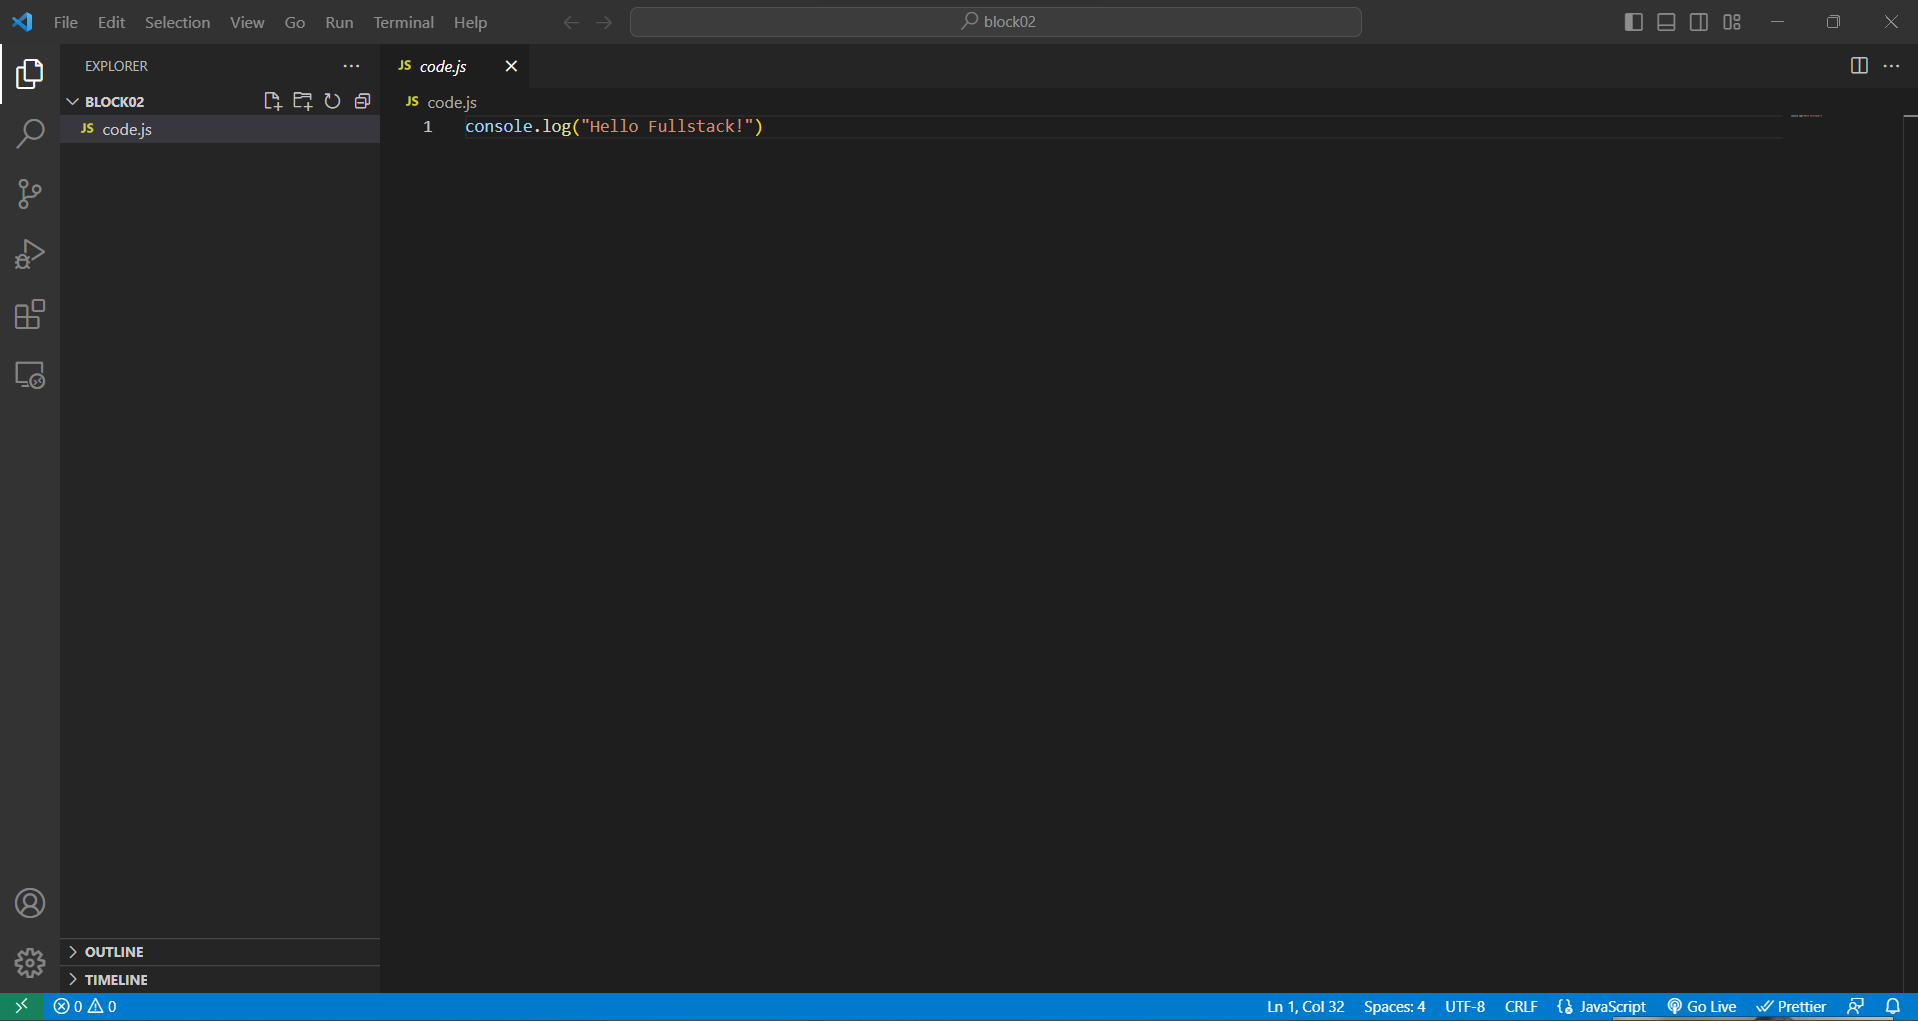 File Edit Selection View Go Run Terminal Help
block02
EXPLORER
BLOCK02
JS code.js
JS code.js
JS code.js
1 console.log("Hello Fullstack!")
OUTLINE
TIMELINE
0 0
Ln 1, Col 32 Spaces: 4 UTF-8 CRLF JavaScript Go Live Prettier